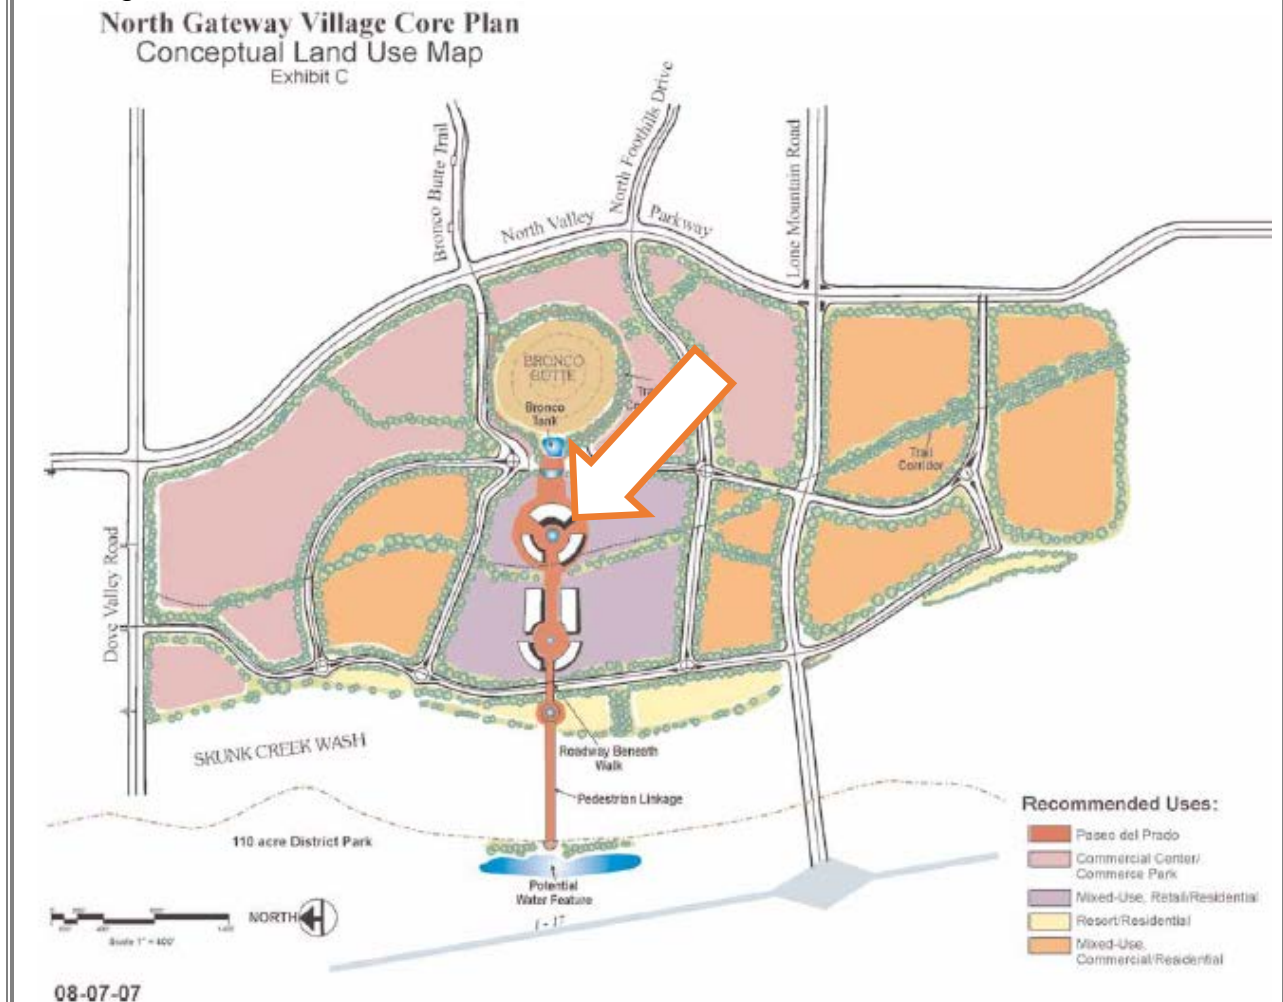 North Gateway Village Core Plan
Conceptual Land Use Map
Exhibit C
Bronco Butte Trail
North Foothills Drive
Lone Mountain Road
North Valley
Parkway
BRONCO
BUTTE
Bronco
Tank
Trail
Corridor
Dove Valley Road
SKUNK CREEK WASH
Roadway Beneath
Walk
Pedestrian Linkage
110 acre District Park
Potential
Water Feature
I - 17
NORTH
Scale 1" = 600'
Recommended Uses:
Paseo del Prado
Commercial Center/
Commerce Park
Mixed-Use, Retail/Residential
Resort/Residential
Mixed-Use,
Commercial/Residential
08-07-07